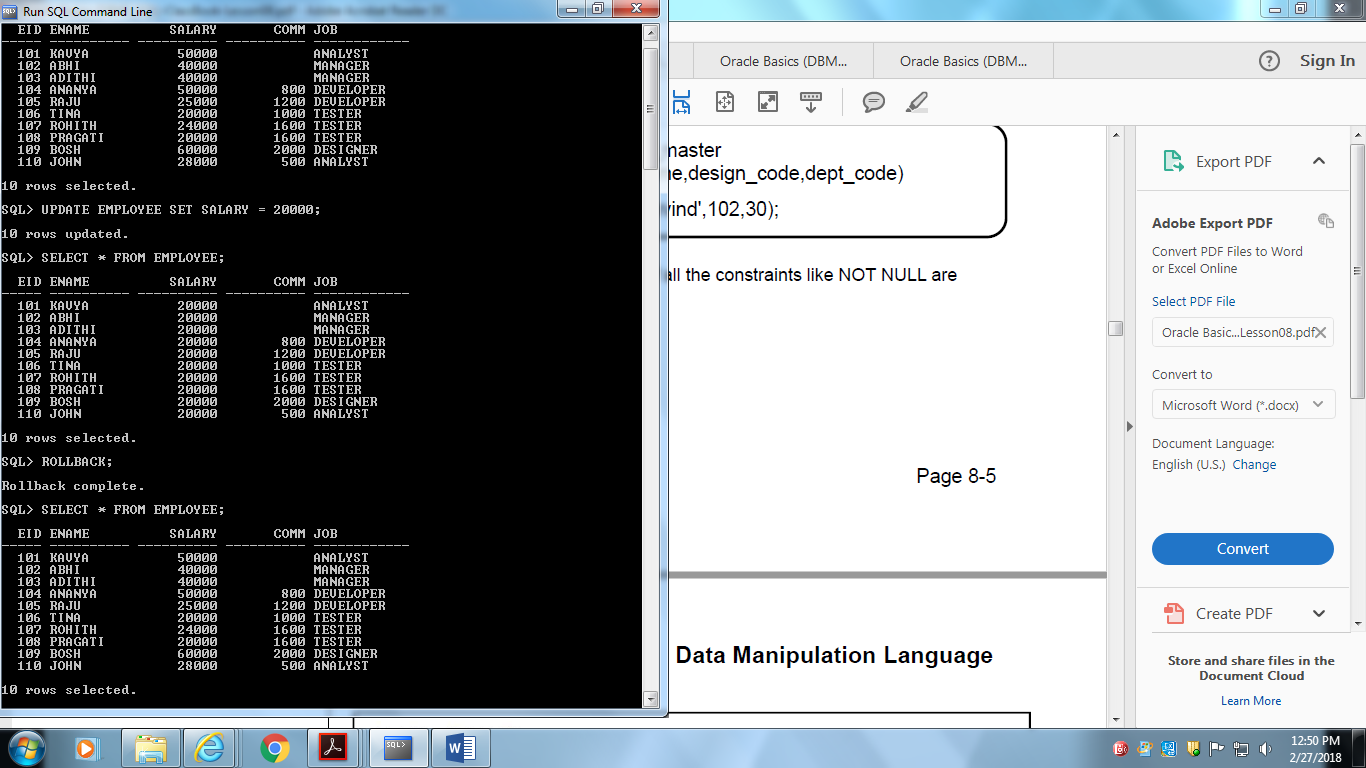 Run SQL Command Line
EID ENAME SALARY COMM JOB
101 KAVYA 50000 ANALYST
102 ABHI 40000 MANAGER
103 ADITHI 40000 MANAGER
104 ANANYA 50000 800 DEVELOPER
105 RAJU 25000 1200 DEVELOPER
106 TINA 20000 1000 TESTER
107 ROHITH 24000 1600 TESTER
108 PRAGATI 20000 1600 TESTER
109 BOSH 60000 2000 DESIGNER
110 JOHN 28000 500 ANALYST
10 rows selected.
SQL> UPDATE EMPLOYEE SET SALARY = 20000;
10 rows updated.
SQL> SELECT * FROM EMPLOYEE;
EID ENAME SALARY COMM JOB
101 KAVYA 20000 ANALYST
102 ABHI 20000 MANAGER
103 ADITHI 20000 MANAGER
104 ANANYA 20000 800 DEVELOPER
105 RAJU 20000 1200 DEVELOPER
106 TINA 20000 1000 TESTER
107 ROHITH 20000 1600 TESTER
108 PRAGATI 20000 1600 TESTER
109 BOSH 20000 2000 DESIGNER
110 JOHN 20000 500 ANALYST
10 rows selected.
SQL> ROLLBACK;
Rollback complete.
SQL> SELECT * FROM EMPLOYEE;
EID ENAME SALARY COMM JOB
101 KAVYA 50000 ANALYST
102 ABHI 40000 MANAGER
103 ADITHI 40000 MANAGER
104 ANANYA 50000 800 DEVELOPER
105 RAJU 25000 1200 DEVELOPER
106 TINA 20000 1000 TESTER
107 ROHITH 24000 1600 TESTER
108 PRAGATI 20000 1600 TESTER
109 BOSH 60000 2000 DESIGNER
110 JOHN 28000 500 ANALYST
10 rows selected.
Oracle Basics (DBM...
Oracle Basics (DBM...
Sign In
master
e,design_code,dept_code)
vind',102,30);
all the constraints like NOT NULL are
Page 8-5
Data Manipulation Language
Export PDF
Adobe Export PDF
Convert PDF Files to Word
or Excel Online
Select PDF File
Oracle Basic...Lesson08.pdf
Convert to
Microsoft Word (*.docx)
Document Language:
English (U.S.) Change
Convert
Create PDF
Store and share files in the
Document Cloud
Learn More
SQL>
12:50 PM
2/27/2018